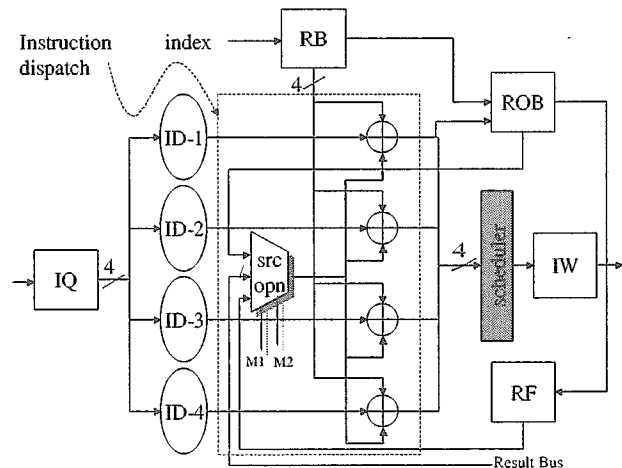 Instruction
dispatch
index
RB
4
ROB
ID-1
ID-2
IQ
4
src
opn
4
scheduler
IW
ID-3
M1 M2
ID-4
RF
Result Bus